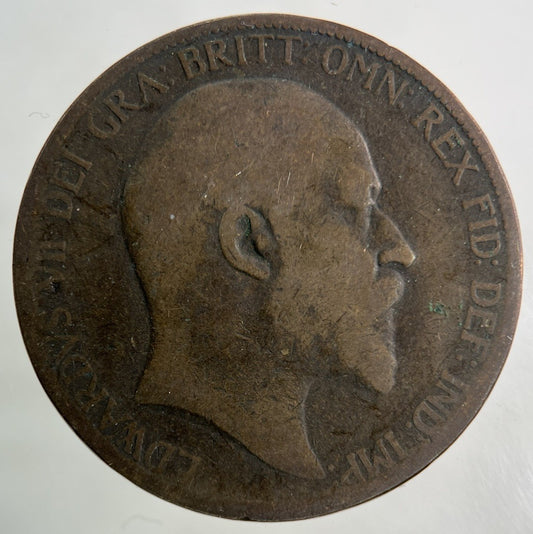 EDWARDVS VII DEI GRA: BRITT: OMN: REX FID: DEF: IND: IMP: